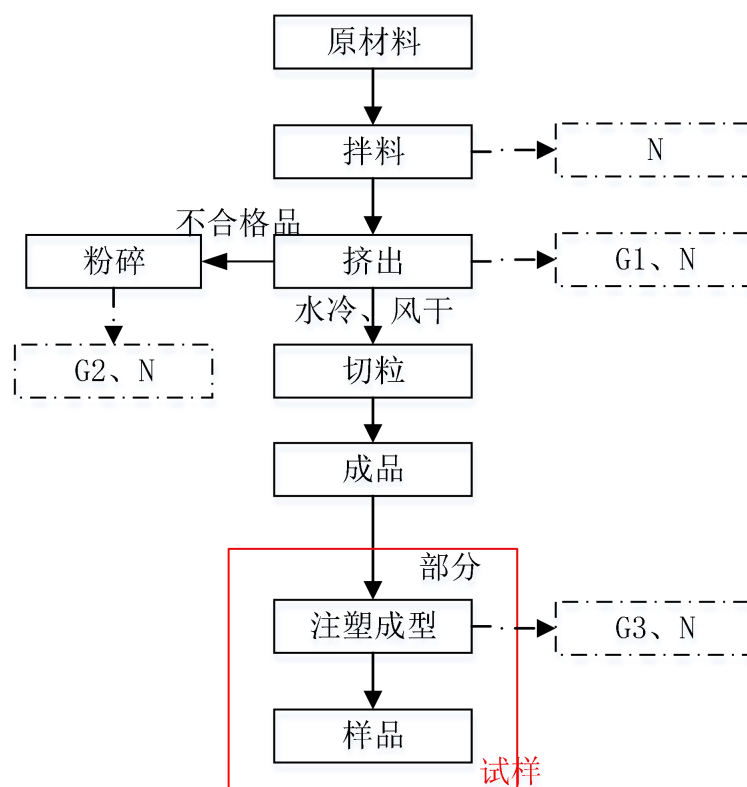 原材料
拌料
N
不合格品
粉碎
挤出
G1、N
水冷、风干
G2、N
切粒
成品
部分
注塑成型
G3、N
样品
试样